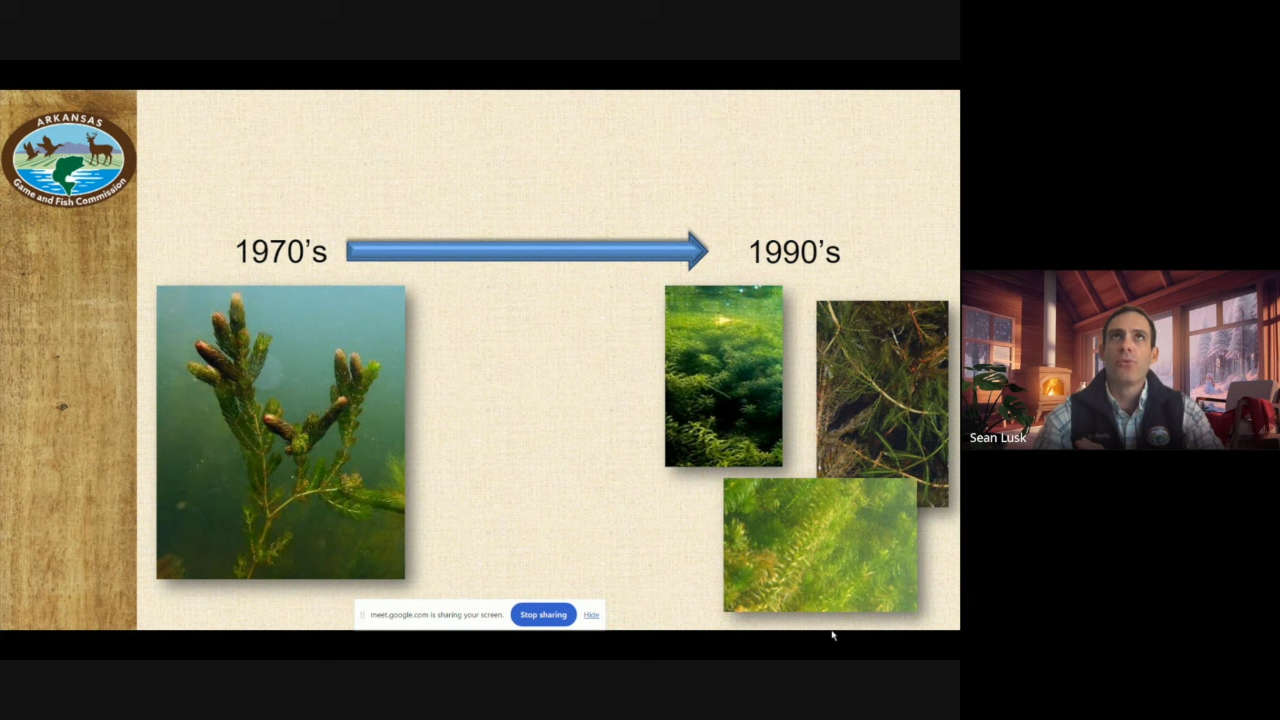 ARKANSAS
Game and Fish Commission
1970's
1990's
meet.google.com is sharing your screen.
Stop sharing
Hide
Sean Lusk